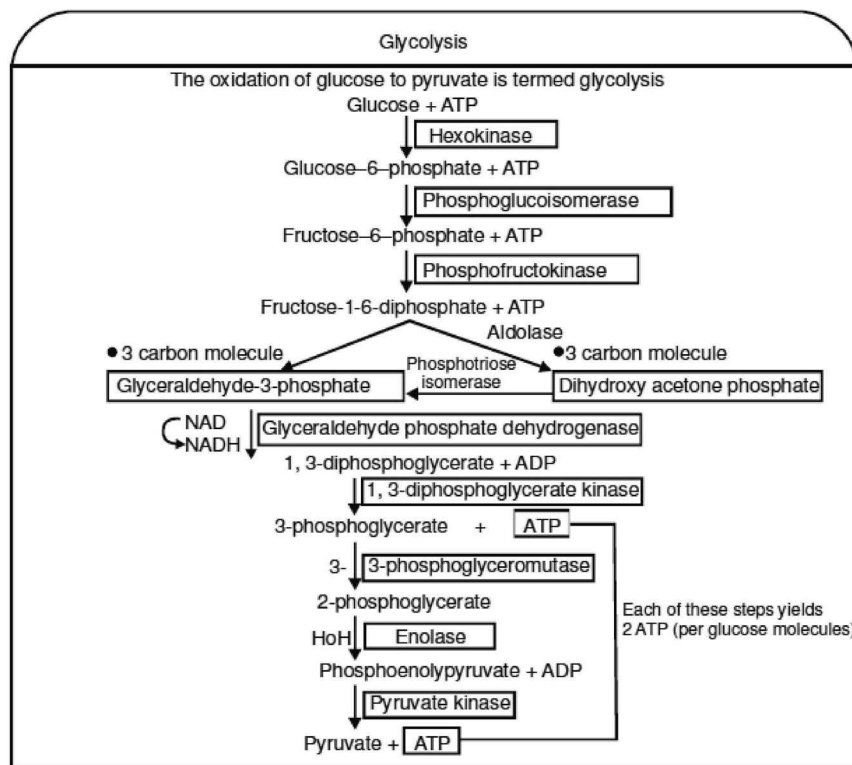 Glycolysis
The oxidation of glucose to pyruvate is termed glycolysis
Glucose + ATP
Hexokinase
Glucose–6–phosphate + ATP
Phosphoglucoisomerase
Fructose–6–phosphate + ATP
Phosphofructokinase
Fructose-1-6-diphosphate + ATP
Aldolase
• 3 carbon molecule
• 3 carbon molecule
Glyceraldehyde-3-phosphate
Phosphotriose
isomerase
Dihydroxy acetone phosphate
NAD
NADH
Glyceraldehyde phosphate dehydrogenase
1, 3-diphosphoglycerate + ADP
1, 3-diphosphoglycerate kinase
3-phosphoglycerate + ATP
3-
3-phosphoglyceromutase
2-phosphoglycerate
Each of these steps yields
2 ATP (per glucose molecules)
HoH
Enolase
Phosphoenolypyruvate + ADP
Pyruvate kinase
Pyruvate + ATP